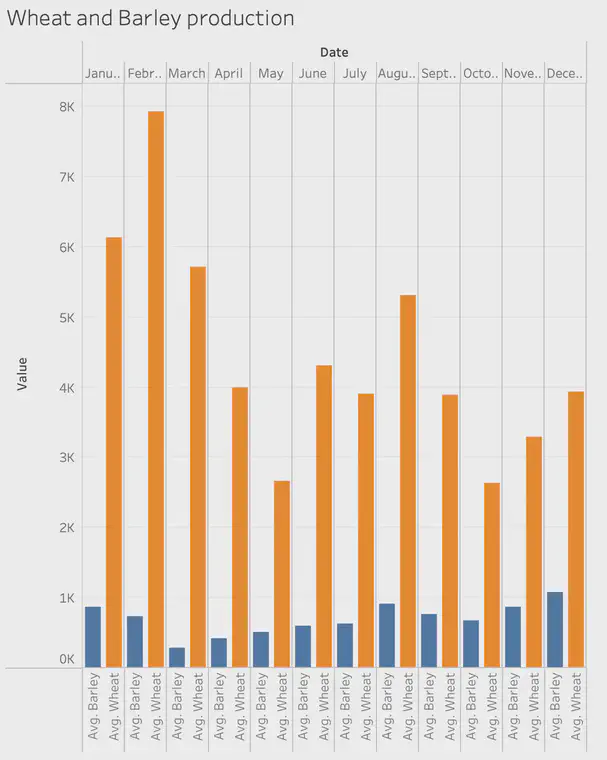 Wheat and Barley production
Date
Janu.. Febr.. March April May June July Augu.. Sept.. Octo.. Nove.. Dece..
8K
7K
6K
5K
4K
3K
2K
1K
0K
Value
Avg. Barley Avg. Wheat Avg. Barley Avg. Wheat Avg. Barley Avg. Wheat Avg. Barley Avg. Wheat Avg. Barley Avg. Wheat Avg. Barley Avg. Wheat Avg. Barley Avg. Wheat Avg. Barley Avg. Wheat Avg. Barley Avg. Wheat Avg. Barley Avg. Wheat Avg. Barley Avg. Wheat Avg. Barley Avg. Wheat